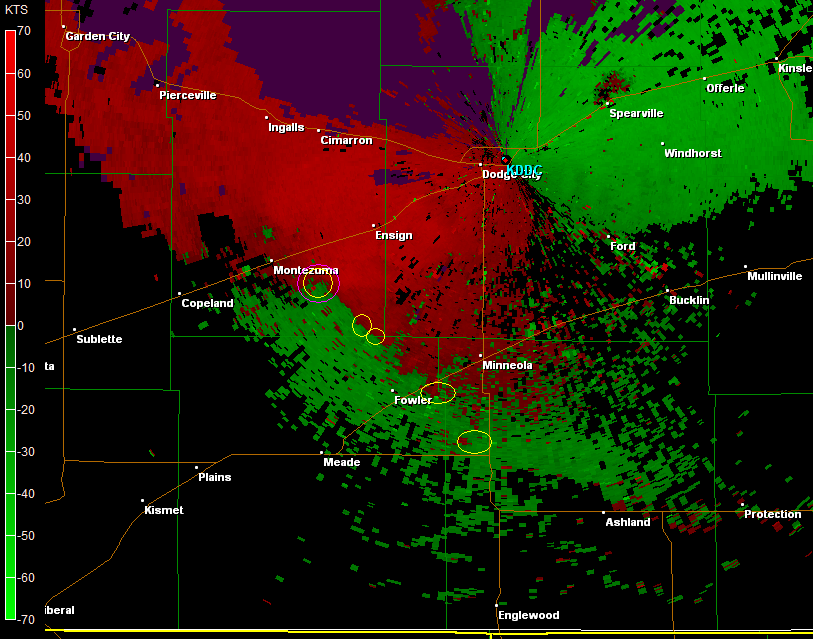 KTS
70
60
50
40
30
20
10
0
-10
-20
-30
-40
-50
-60
-70
Garden City
Kinsle
Pierceville
Offerle
Spearville
Ingalls
Cimarron
Windhorst
Dodge City
KDDC
Ensign
Ford
Montezuma
Mullinville
Copeland
Bucklin
Sublette
ta
Minneola
Fowler
Meade
Plains
Kismet
Protection
Ashland
iberal
Englewood